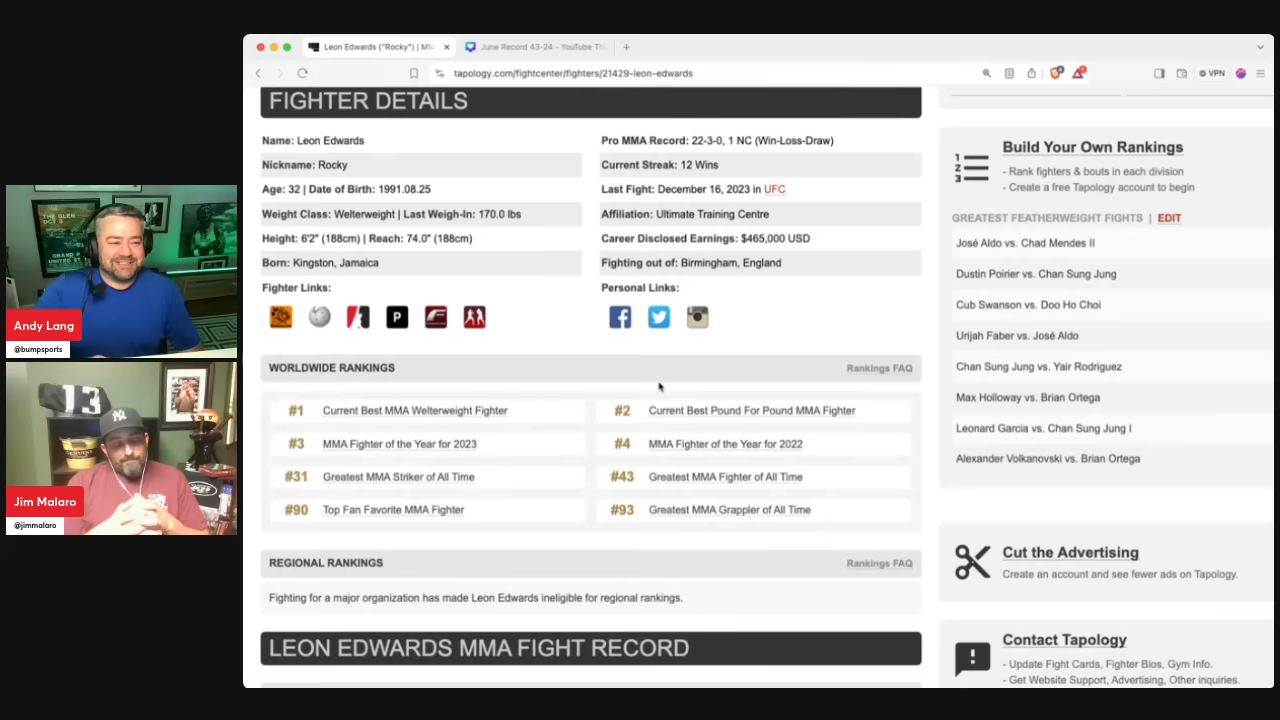 Leon Edwards ("Rocky") | M
June Record 43-24 - YouTube Th
tapology.com/fightcenter/fighters/21429-leon-edwards
VPN
FIGHTER DETAILS
Name: Leon Edwards
Pro MMA Record: 22-3-0, 1 NC (Win-Loss-Draw)
Nickname: Rocky
Current Streak: 12 Wins
Age: 32 | Date of Birth: 1991.08.25
Last Fight: December 16, 2023 in UFC
Weight Class: Welterweight | Last Weigh-In: 170.0 lbs
Affiliation: Ultimate Training Centre
Height: 6'2" (188cm) | Reach: 74.0" (188cm)
Career Disclosed Earnings: $465,000 USD
Born: Kingston, Jamaica
Fighting out of: Birmingham, England
Fighter Links:
Personal Links:
P
WORLDWIDE RANKINGS
Rankings FAQ
#1 Current Best MMA Welterweight Fighter
#2 Current Best Pound For Pound MMA Fighter
#3 MMA Fighter of the Year for 2023
#4 MMA Fighter of the Year for 2022
#31 Greatest MMA Striker of All Time
#43 Greatest MMA Fighter of All Time
#90 Top Fan Favorite MMA Fighter
#93 Greatest MMA Grappler of All Time
REGIONAL RANKINGS
Rankings FAQ
Fighting for a major organization has made Leon Edwards ineligible for regional rankings.
LEON EDWARDS MMA FIGHT RECORD
1
2
3
Build Your Own Rankings
- Rank fighters & bouts in each division
- Create a free Tapology account to begin
GREATEST FEATHERWEIGHT FIGHTS | EDIT
José Aldo vs. Chad Mendes II
Dustin Poirier vs. Chan Sung Jung
Cub Swanson vs. Doo Ho Choi
Urijah Faber vs. José Aldo
Chan Sung Jung vs. Yair Rodriguez
Max Holloway vs. Brian Ortega
Leonard Garcia vs. Chan Sung Jung I
Alexander Volkanovski vs. Brian Ortega
Cut the Advertising
Create an account and see fewer ads on Tapology.
Contact Tapology
- Update Fight Cards, Fighter Bios, Gym Info.
- Get Website Support, Advertising, Other inquiries.
THE GLEN
GRAND P
UNITED ST
Andy Lang
@bumpsports
13
NY
GENUINE
JETS
Jim Malaro
@jimmalaro